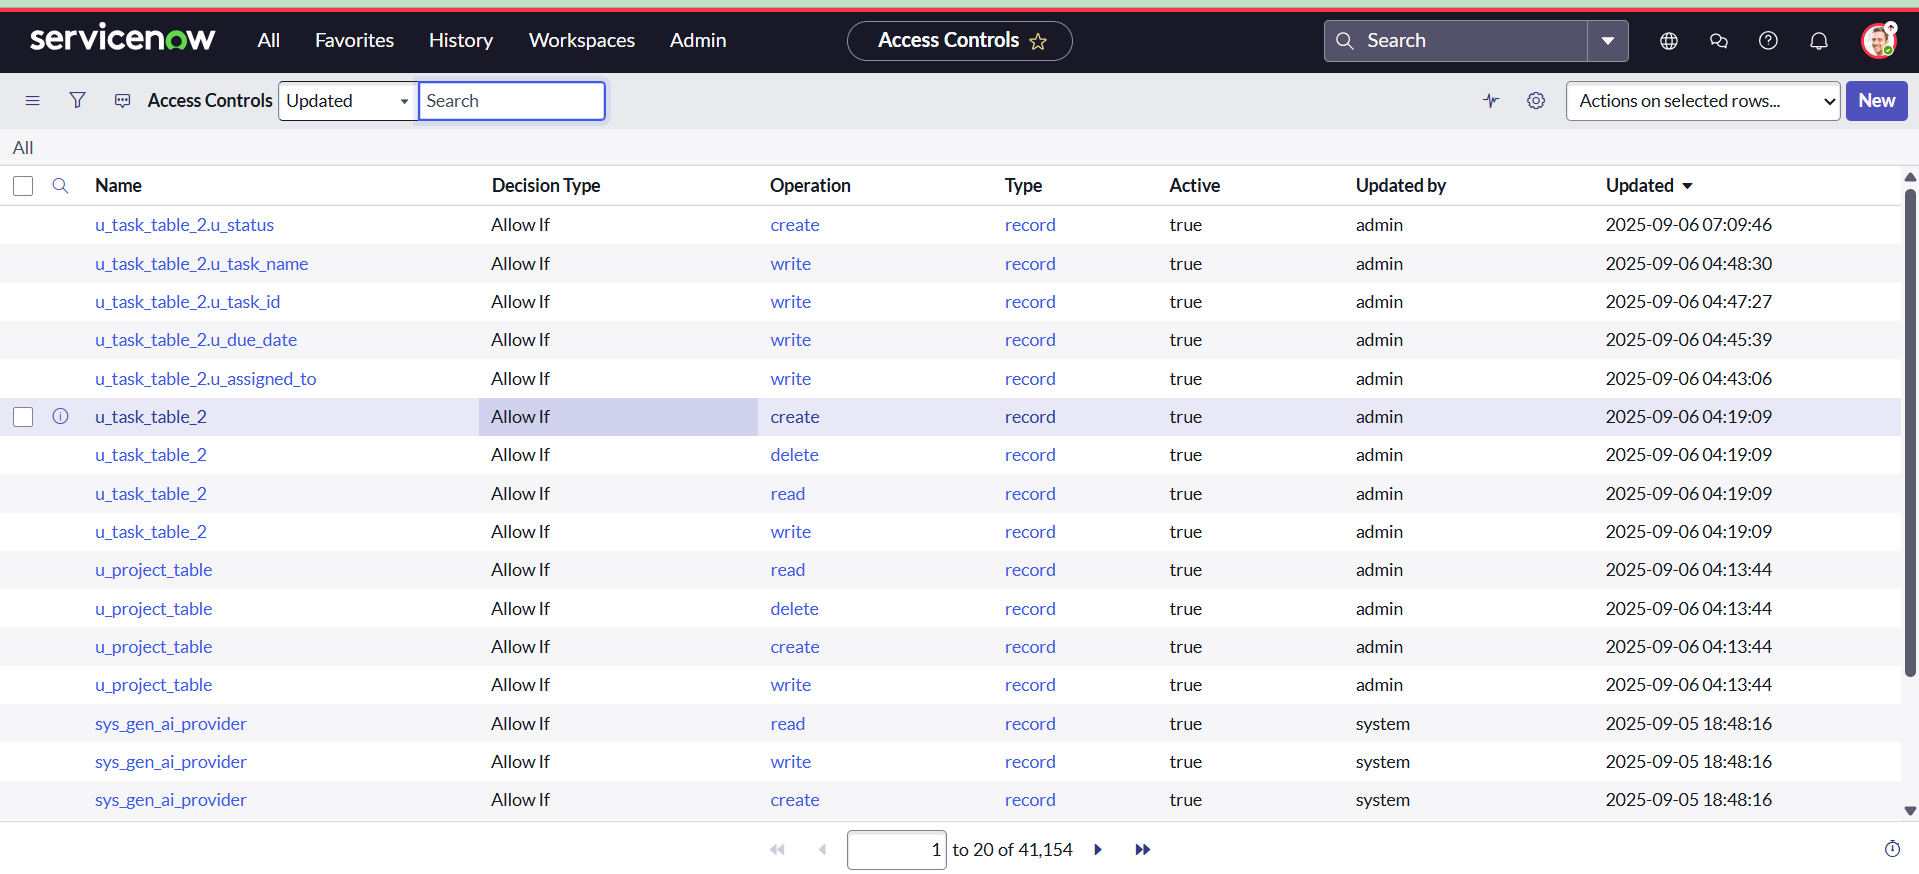 servicenow All Favorites History Workspaces Admin Access Controls Search
Access Controls Updated Search Actions on selected rows... New
All
Name Decision Type Operation Type Active Updated by Updated
u_task_table_2.u_status Allow If create record true admin 2025-09-06 07:09:46
u_task_table_2.u_task_name Allow If write record true admin 2025-09-06 04:48:30
u_task_table_2.u_task_id Allow If write record true admin 2025-09-06 04:47:27
u_task_table_2.u_due_date Allow If write record true admin 2025-09-06 04:45:39
u_task_table_2.u_assigned_to Allow If write record true admin 2025-09-06 04:43:06
u_task_table_2 Allow If create record true admin 2025-09-06 04:19:09
u_task_table_2 Allow If delete record true admin 2025-09-06 04:19:09
u_task_table_2 Allow If read record true admin 2025-09-06 04:19:09
u_task_table_2 Allow If write record true admin 2025-09-06 04:19:09
u_project_table Allow If read record true admin 2025-09-06 04:13:44
u_project_table Allow If delete record true admin 2025-09-06 04:13:44
u_project_table Allow If create record true admin 2025-09-06 04:13:44
u_project_table Allow If write record true admin 2025-09-06 04:13:44
sys_gen_ai_provider Allow If read record true system 2025-09-05 18:48:16
sys_gen_ai_provider Allow If write record true system 2025-09-05 18:48:16
sys_gen_ai_provider Allow If create record true system 2025-09-05 18:48:16
1 to 20 of 41,154